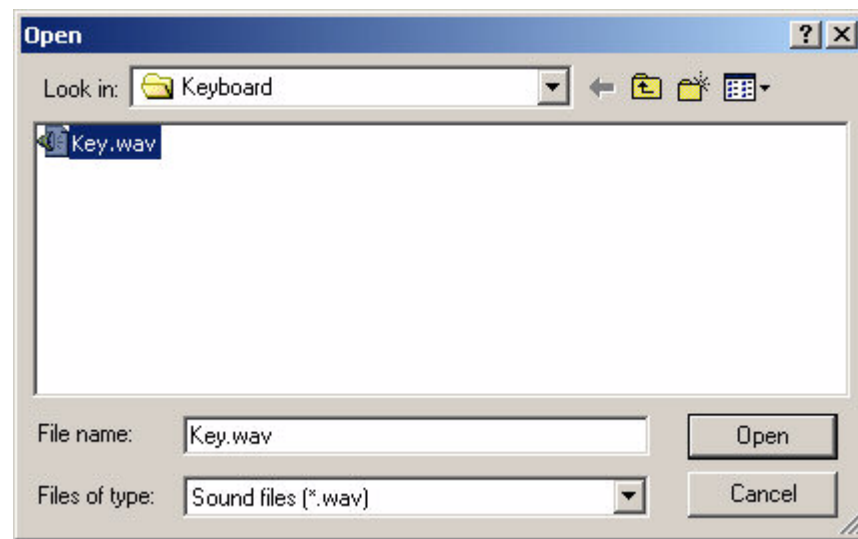 Open
Look in: Keyboard
Key.wav
File name: Key.wav Open
Files of type: Sound files (*.wav) Cancel